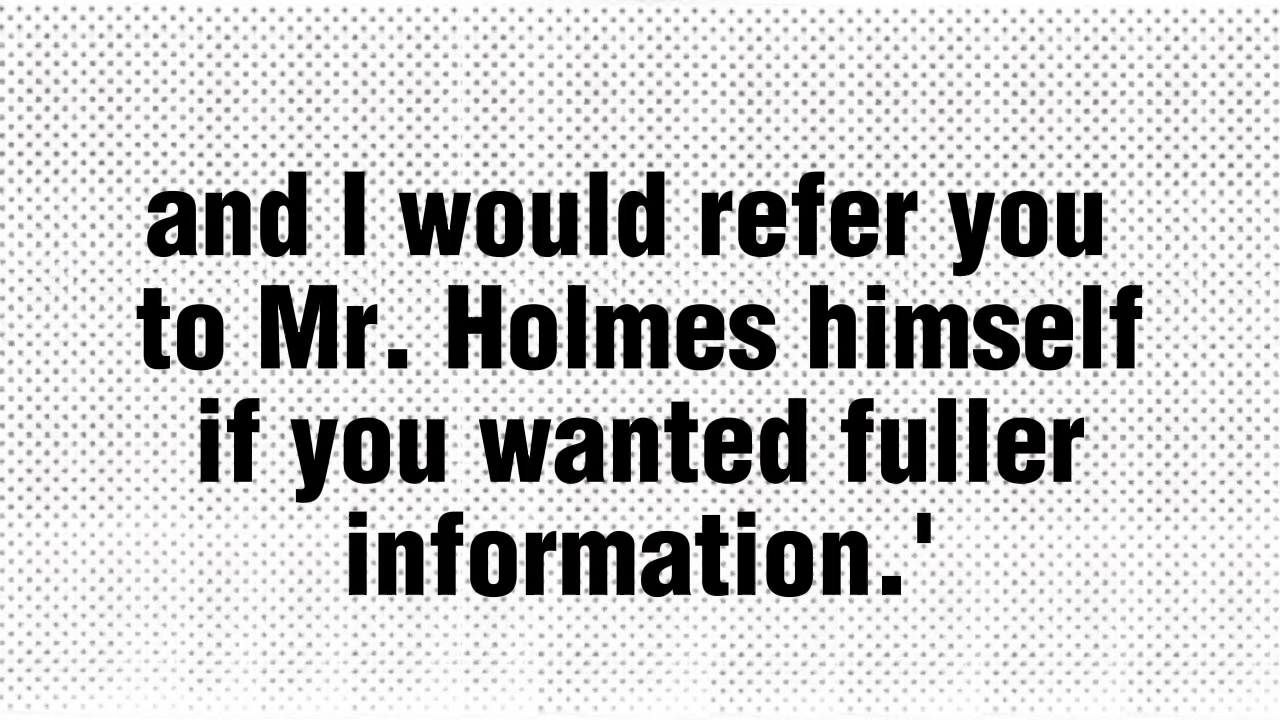 and I would refer you
to Mr. Holmes himself
if you wanted fuller
information.'